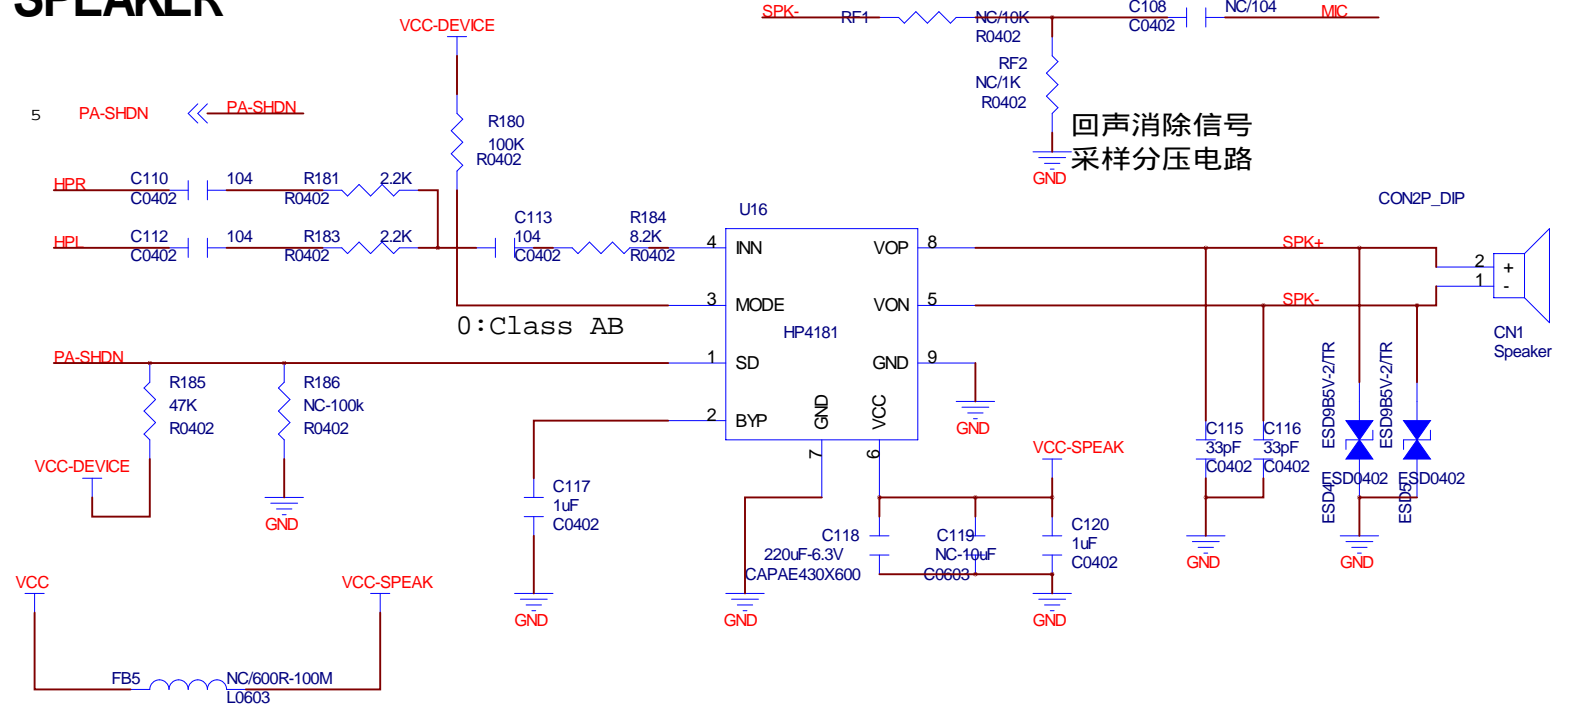 SPEAKER
SPK-
RF1
NC/10K
R0402
C108
C0402
NC/104
MIC
VCC-DEVICE
RF2
NC/1K
R0402
5
PA-SHDN
PA-SHDN
R180
100K
R0402
回声消除信号
采样分压电路
GND
HPR
C110
C0402
104
R181
R0402
2.2K
HPL
C112
C0402
104
R183
R0402
2.2K
C113
104
C0402
R184
8.2K
R0402
U16
4
INN
3
MODE
1
SD
2
BYP
HP4181
VOP
8
VON
5
GND
9
GND
7
VCC
6
0:Class AB
SPK+
SPK-
CON2P_DIP
2
1
+
-
CN1
Speaker
PA-SHDN
R185
47K
R0402
R186
NC-100k
R0402
VCC-DEVICE
GND
C117
1uF
C0402
GND
GND
GND
VCC-SPEAK
C118
220uF-6.3V
CAPAE430X600
C119
NC-10uF
C0603
C120
1uF
C0402
GND
C115
33pF
C0402
C116
33pF
C0402
GND
ESD9B5V-2/TR
ESD0402
ESD4
ESD9B5V-2/TR
ESD0402
ESD5
GND
VCC
VCC-SPEAK
FB5
NC/600R-100M
L0603